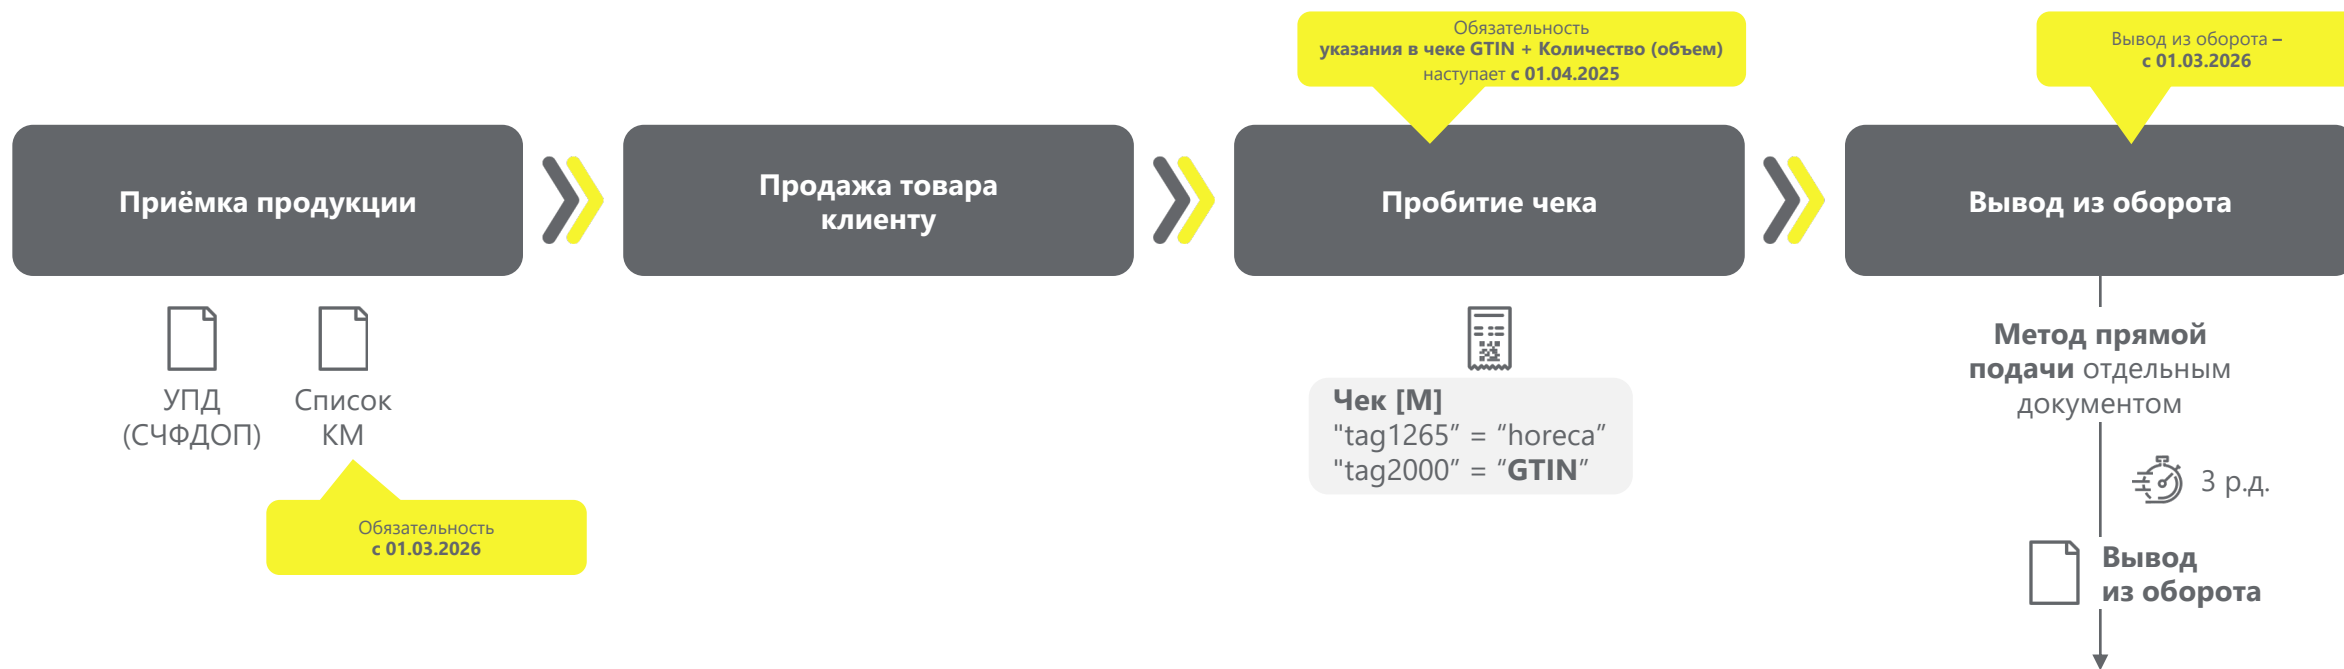 Обязательность
указания в чеке GTIN + Количество (объем)
наступает с 01.04.2025
Вывод из оборота –
с 01.03.2026
Приёмка продукции
Продажа товара
клиенту
Пробитие чека
Вывод из оборота
УПД
(СЧФДОП)
Список
КМ
Обязательность
с 01.03.2026
Чек [М]
"tag1265” = “horeca”
"tag2000” = “GTIN”
Метод прямой
подачи отдельным
документом
3 р.д.
Вывод
из оборота